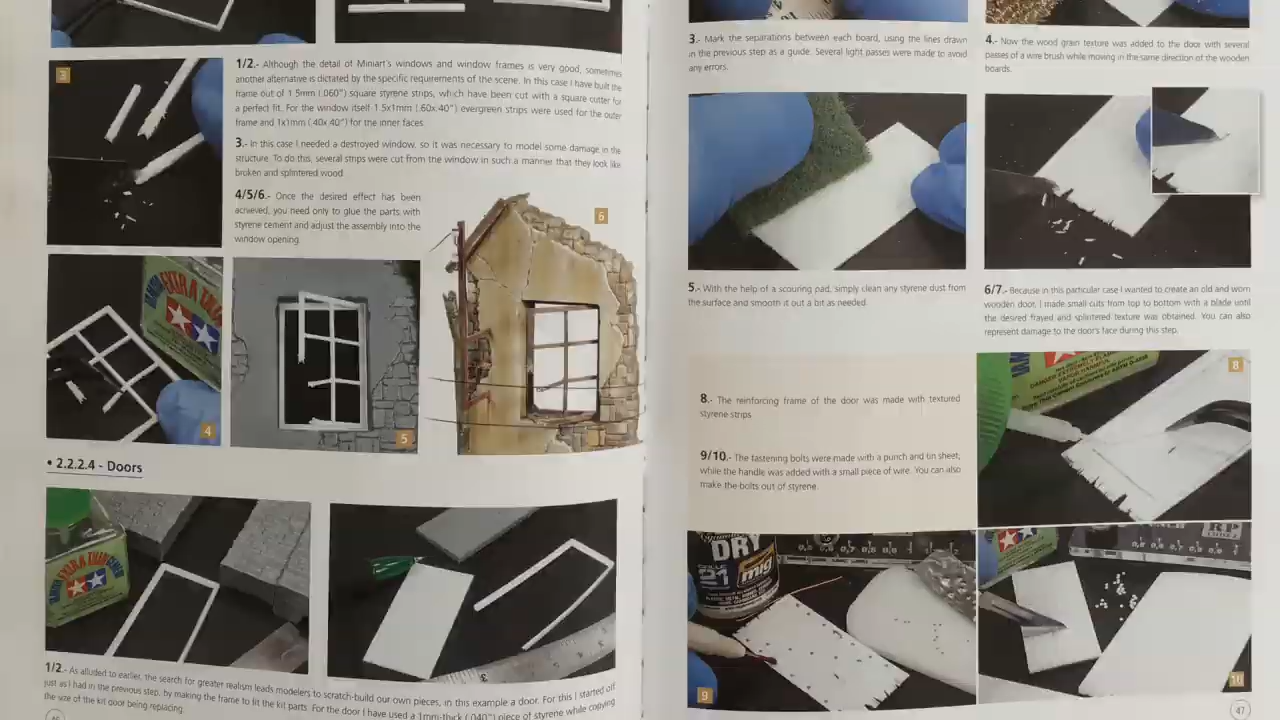 3
1/2.- Although the detail of Miniart's windows and window frames is very good, sometimes
another alternative is dictated by the specific requirements of the scene. In this case I have built the
frame out of 1.5mm (.060") square styrene strips, which have been cut with a square cutter for
a perfect fit. For the window itself 1.5x1mm (.60x.40") evergreen strips were used for the outer
frame and 1x1mm (.40x.40") for the inner faces.
3.- In this case I needed a destroyed window, so it was necessary to model some damage in the
structure. To do this, several strips were cut from the window in such a manner that they look like
broken and splintered wood.
4/5/6.- Once the desired effect has been
achieved, you need only to glue the parts with
styrene cement and adjust the assembly into the
window opening.
6
EXTRA THIN
4
5
• 2.2.2.4 - Doors
EXTRA THIN CEMENT
1/2.- As alluded to earlier, the search for greater realism leads modelers to scratch-build our own pieces, in this example a door. For this I started off
just as I had in the previous step, by making the frame to fit the kit parts. For the door I have used a 1mm-thick (.040") piece of styrene while copying
the size of the kit door being replacing.
46
3.- Mark the separations between each board, using the lines drawn
in the previous step as a guide. Several light passes were made to avoid
any errors.
4.- Now the wood grain texture was added to the door with several
passes of a wire brush while moving in the same direction of the wooden
boards.
5.- With the help of a scouring pad, simply clean any styrene dust from
the surface and smooth it out a bit as needed.
6/7.- Because in this particular case I wanted to create an old and worn
wooden door, I made small cuts from top to bottom with a blade until
the desired frayed and splintered texture was obtained. You can also
represent damage to the door's face during this step.
8.- The reinforcing frame of the door was made with textured
styrene strips.
9/10.- The fastening bolts were made with a punch and tin sheet,
while the handle was added with a small piece of wire. You can also
make the bolts out of styrene.
8
DRY
21
mig
9
RP
10
47